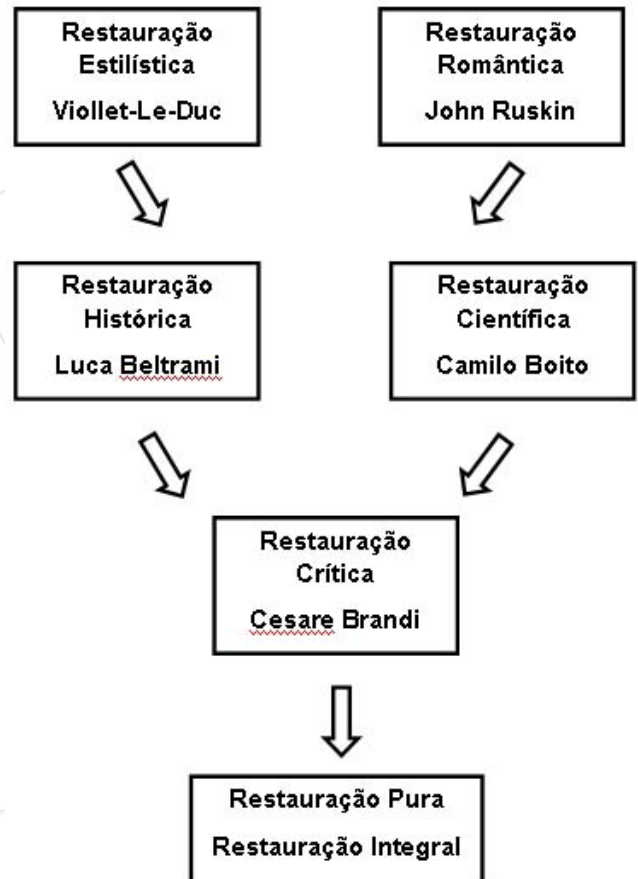 Restauração
Estilística
Viollet-Le-Duc
Restauração
Romântica
John Ruskin
Restauração
Histórica
Luca Beltrami
Restauração
Científica
Camilo Boito
Restauração
Crítica
Cesare Brandi
Restauração Pura
Restauração Integral